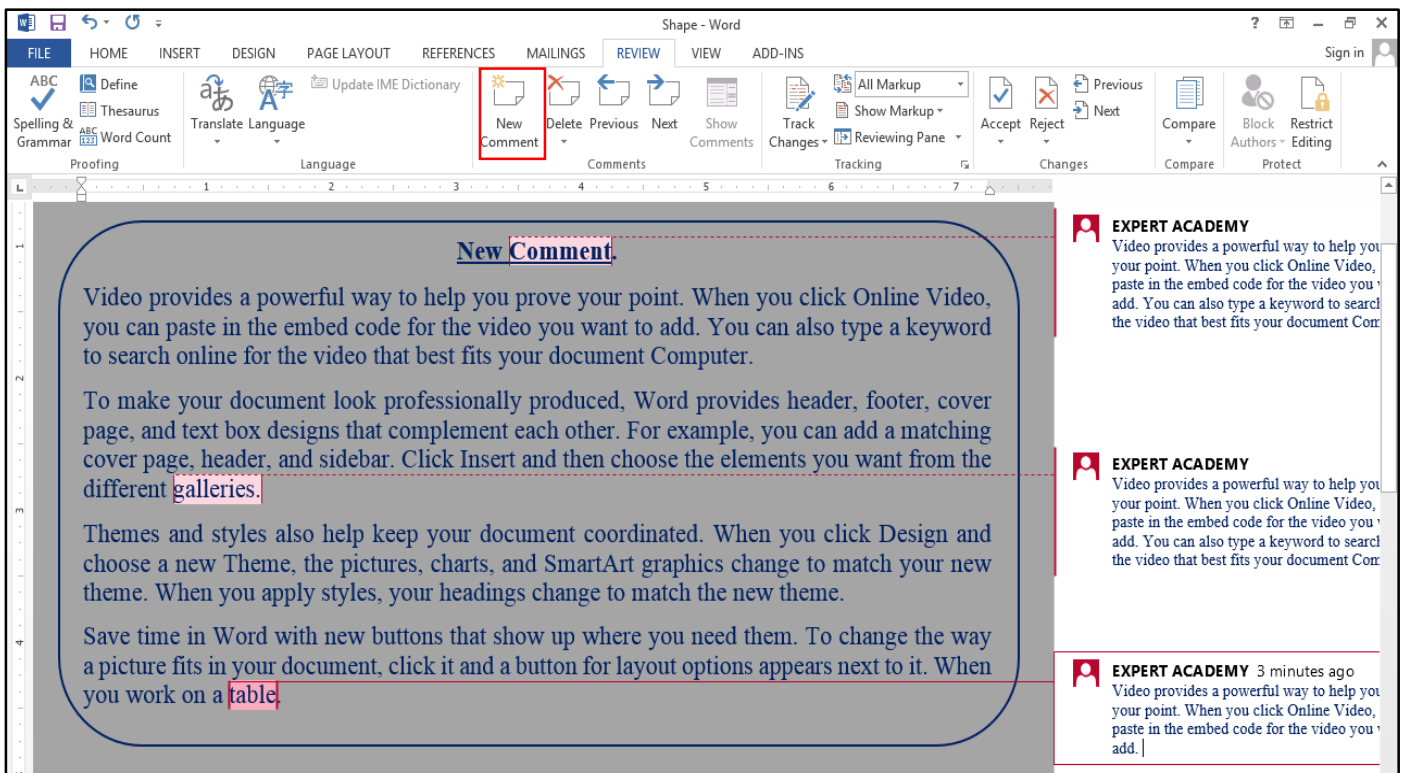 Shape - Word
?
FILE HOME INSERT DESIGN PAGE LAYOUT REFERENCES MAILINGS REVIEW VIEW ADD-INS Sign in
ABC
Spelling & Grammar
Define
Thesaurus
ABC 123 Word Count
Proofing
Translate
Language
Update IME Dictionary
Language
New Comment
Delete
Previous
Next
Show Comments
Comments
Track Changes
All Markup
Show Markup
Reviewing Pane
Tracking
Accept
Reject
Previous
Next
Changes
Compare
Compare
Block Authors
Restrict Editing
Protect
1 2 3 4 5 6 7
New Comment.
Video provides a powerful way to help you prove your point. When you click Online Video,
you can paste in the embed code for the video you want to add. You can also type a keyword
to search online for the video that best fits your document Computer.
To make your document look professionally produced, Word provides header, footer, cover
page, and text box designs that complement each other. For example, you can add a matching
cover page, header, and sidebar. Click Insert and then choose the elements you want from the
different galleries.
Themes and styles also help keep your document coordinated. When you click Design and
choose a new Theme, the pictures, charts, and SmartArt graphics change to match your new
theme. When you apply styles, your headings change to match the new theme.
Save time in Word with new buttons that show up where you need them. To change the way
a picture fits in your document, click it and a button for layout options appears next to it. When
you work on a table.
1
2
3
4
EXPERT ACADEMY
Video provides a powerful way to help you
your point. When you click Online Video,
paste in the embed code for the video you
add. You can also type a keyword to search
the video that best fits your document Com
EXPERT ACADEMY
Video provides a powerful way to help you
your point. When you click Online Video,
paste in the embed code for the video you
add. You can also type a keyword to search
the video that best fits your document Com
EXPERT ACADEMY 3 minutes ago
Video provides a powerful way to help you
your point. When you click Online Video,
paste in the embed code for the video you
add.